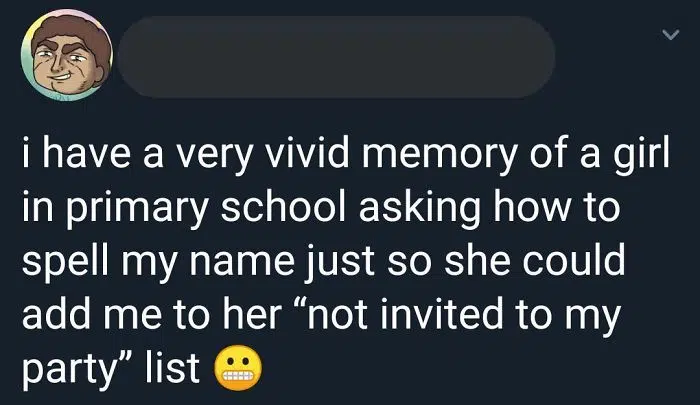 i have a very vivid memory of a girl
in primary school asking how to
spell my name just so she could
add me to her “not invited to my
party” list 😬